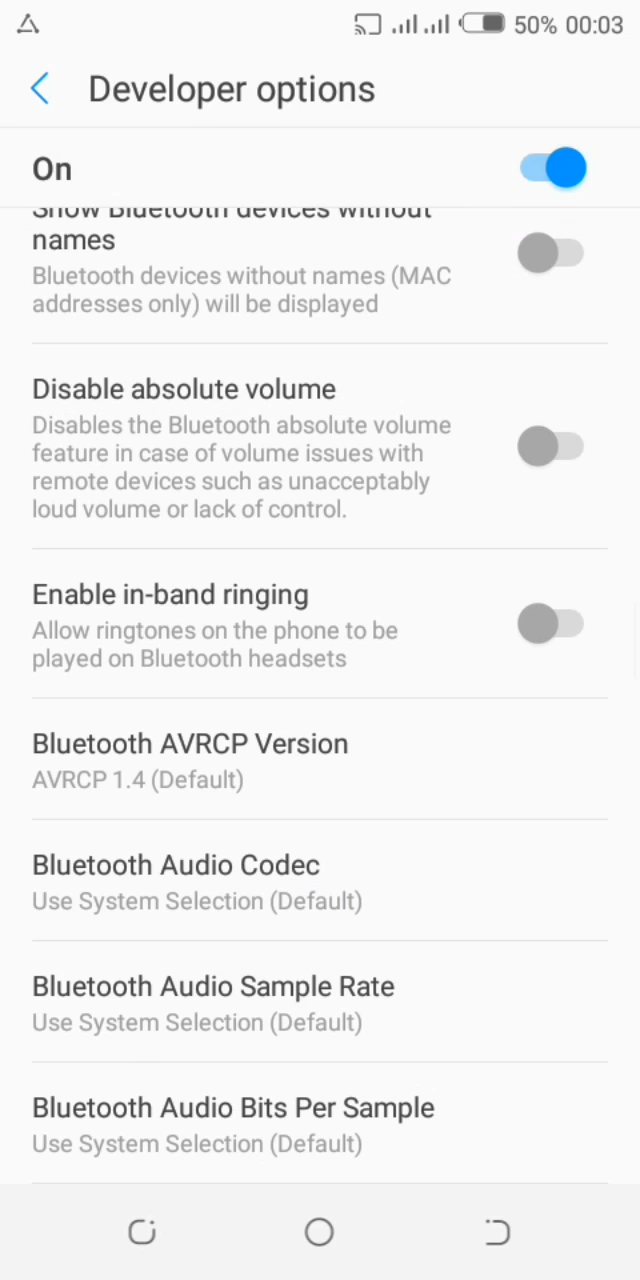 50% 00:03
Developer options
On
Show Bluetooth devices without
names
Bluetooth devices without names (MAC
addresses only) will be displayed
Disable absolute volume
Disables the Bluetooth absolute volume
feature in case of volume issues with
remote devices such as unacceptably
loud volume or lack of control.
Enable in-band ringing
Allow ringtones on the phone to be
played on Bluetooth headsets
Bluetooth AVRCP Version
AVRCP 1.4 (Default)
Bluetooth Audio Codec
Use System Selection (Default)
Bluetooth Audio Sample Rate
Use System Selection (Default)
Bluetooth Audio Bits Per Sample
Use System Selection (Default)